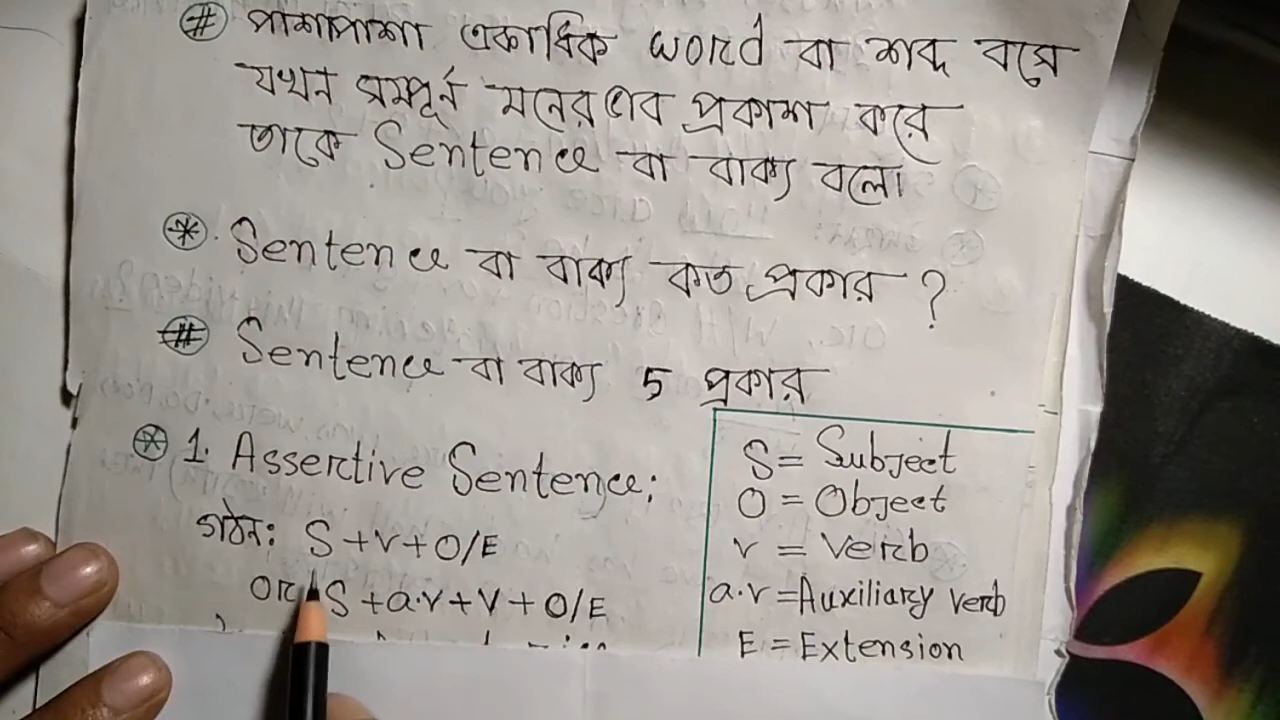 # পাশাপাশা একাধিক word বা শব্দ বসে
যখন সম্পূর্ন মনের ভাব প্রকাশ করে
তাকে Sentence বা বাক্য বলে।
* Sentence বা বাক্য কত প্রকার ?
# Sentence বা বাক্য 5 প্রকার
* 1. Assertive Sentence;
গঠন: S+v+O/E
or S+a.v+v+O/E
S = Subject
O = Object
v = Verb
a.v = Auxiliary verb
E = Extension